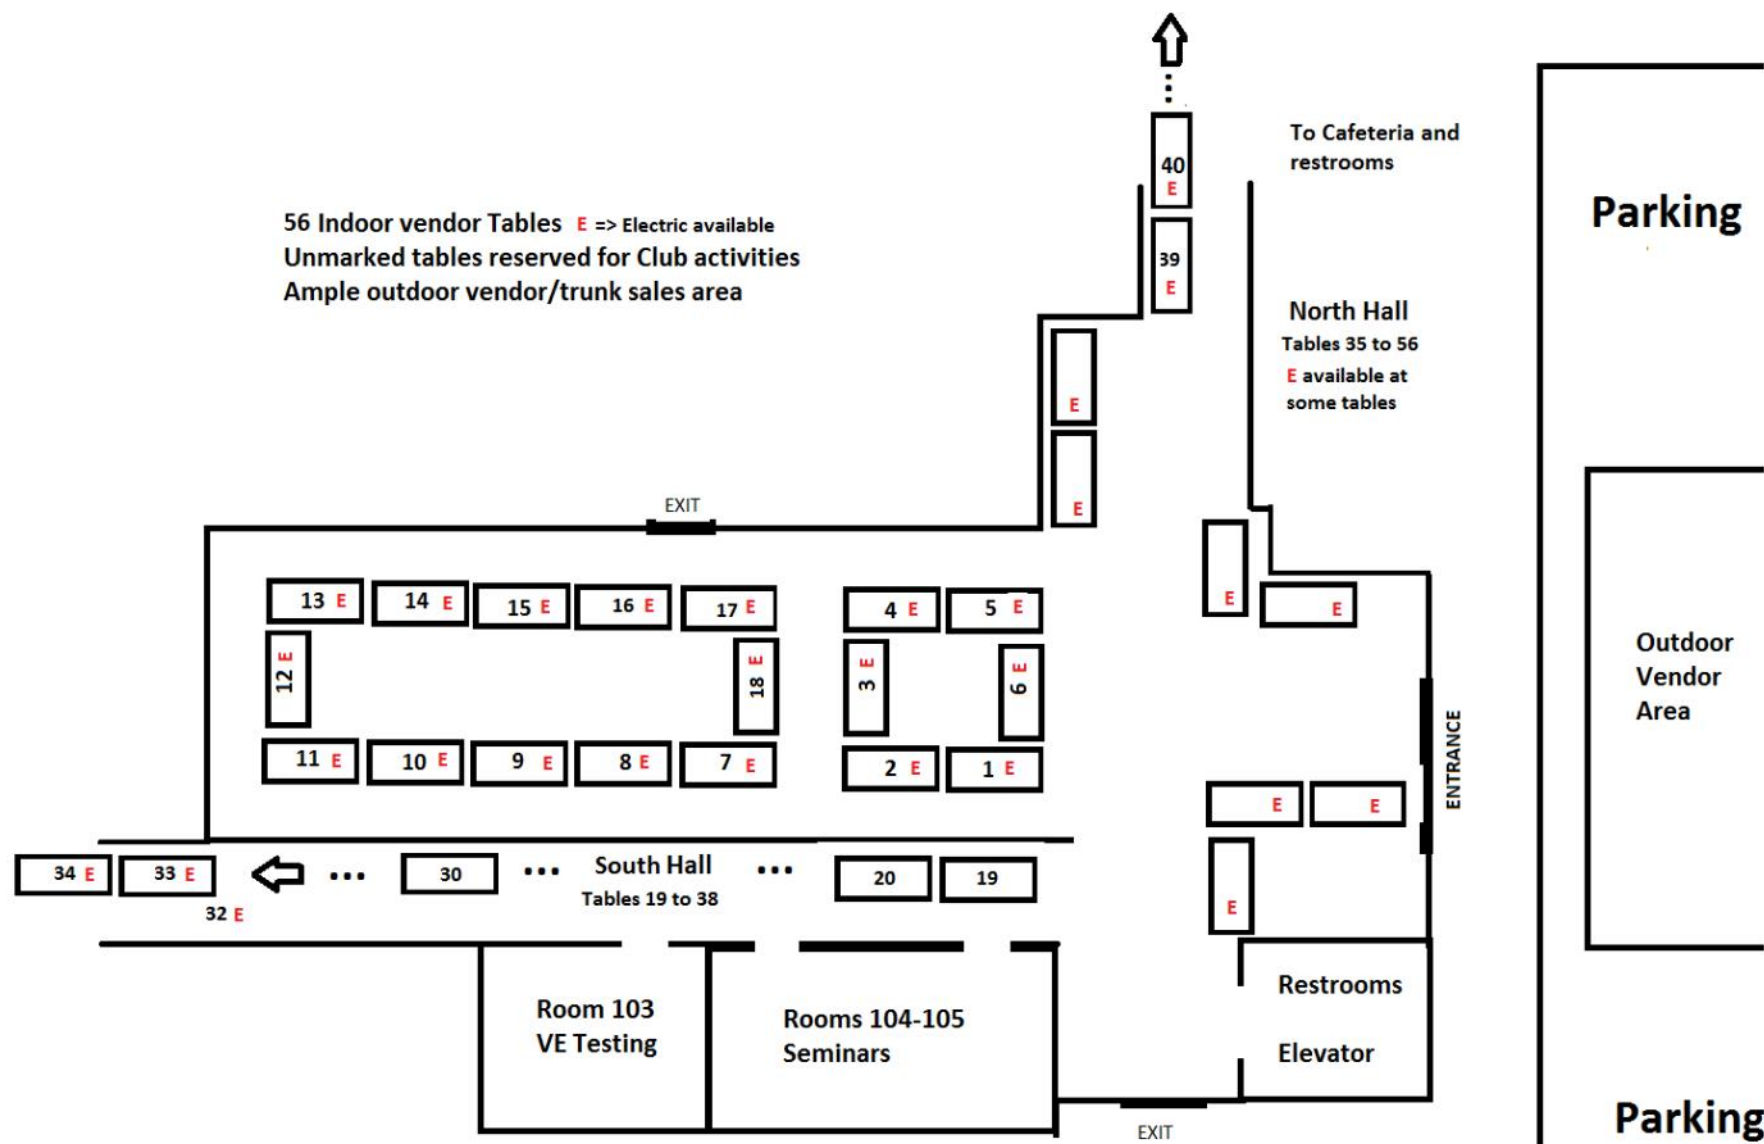 To Cafeteria and
restrooms
40
E
Parking
56 Indoor vendor Tables E => Electric available
Unmarked tables reserved for Club activities
Ample outdoor vendor/trunk sales area
39
E
North Hall
Tables 35 to 56
E available at
some tables
E
E
EXIT
13 E
14 E
15 E
16 E
17 E
4 E
5 E
E
E
12 E
18 E
3 E
6 E
Outdoor
Vendor
Area
11 E
10 E
9 E
8 E
7 E
2 E
1 E
ENTRANCE
E
E
34 E
33 E
...
30
...
South Hall
Tables 19 to 38
...
20
19
32 E
E
Room 103
VE Testing
Rooms 104-105
Seminars
Restrooms
Elevator
EXIT
Parking